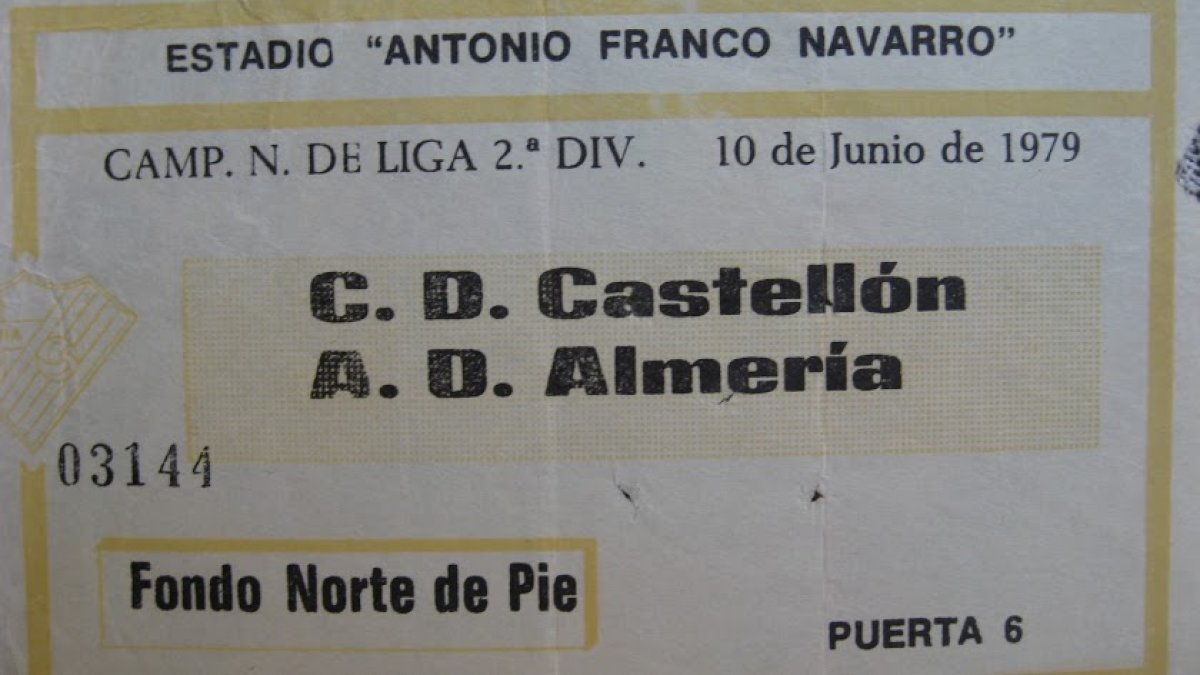 ESTADIO "ANTONIO FRANCO NAVARRO"
CAMP. N. DE LIGA 2.ª DIV. 10 de Junio de 1979
C. D. Castellón
A. D. Almería
03144
Fondo Norte de Pie
PUERTA 6